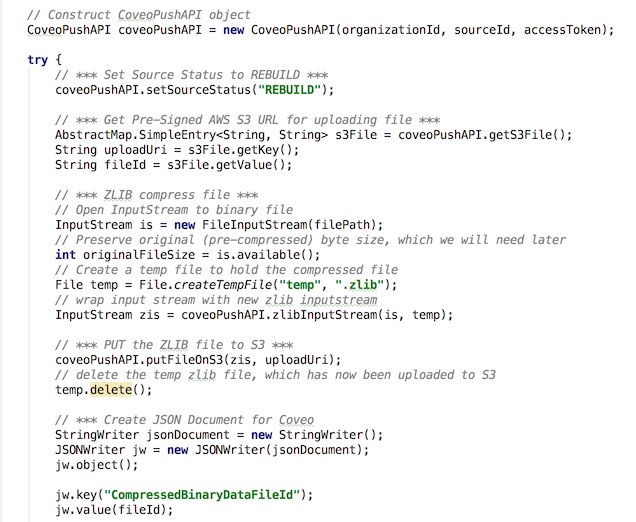 // Construct CoveoPushAPI object
CoveoPushAPI coveoPushAPI = new CoveoPushAPI(organizationId, sourceId, accessToken);
try {
// *** Set Source Status to REBUILD ***
coveoPushAPI.setSourceStatus("REBUILD");
// *** Get Pre-Signed AWS S3 URL for uploading file ***
AbstractMap.SimpleEntry<String, String> s3File = coveoPushAPI.getS3File();
String uploadUri = s3File.getKey();
String fileId = s3File.getValue();
// *** ZLIB compress file ***
// Open InputStream to binary file
InputStream is = new FileInputStream(filePath);
// Preserve original (pre-compressed) byte size, which we will need later
int originalFileSize = is.available();
// Create a temp file to hold the compressed file
File temp = File.createTempFile("temp", ".zlib");
// wrap input stream with new zlib inputstream
InputStream zis = coveoPushAPI.zlibInputStream(is, temp);
// *** PUT the ZLIB file to S3 ***
coveoPushAPI.putFileOnS3(zis, uploadUri);
// delete the temp zlib file, which has now been uploaded to S3
temp.delete();
// *** Create JSON Document for Coveo
StringWriter jsonDocument = new StringWriter();
JSONWriter jw = new JSONWriter(jsonDocument);
jw.object();
jw.key("CompressedBinaryDataFileId");
jw.value(fileId);